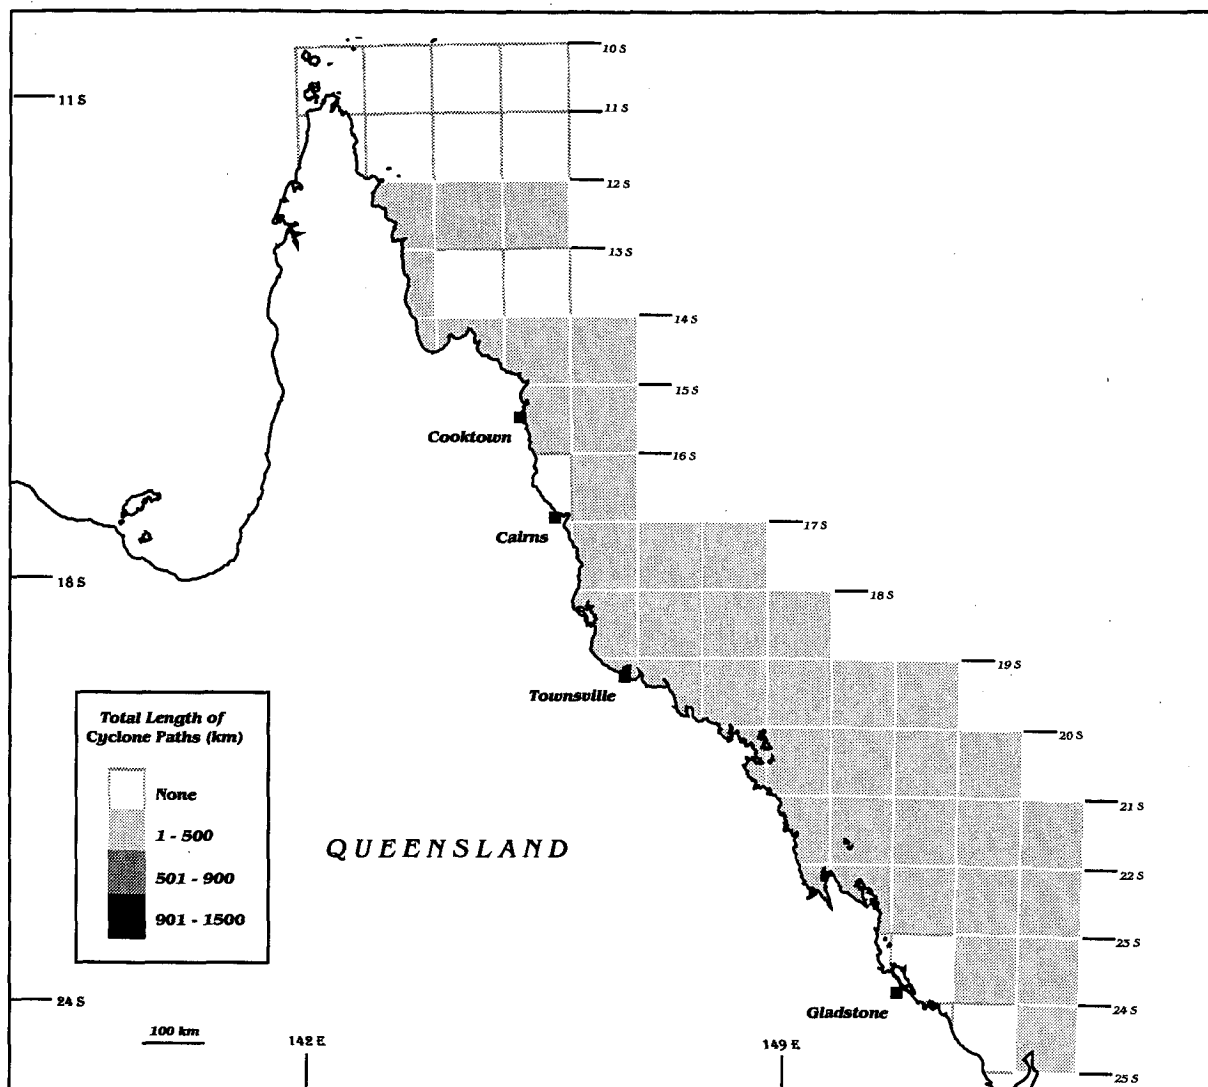 10 S
11 S
11 S
12 S
13 S
14 S
15 S
Cooktown
16 S
Cairns
17 S
18 S
18 S
19 S
Townsville
Total Length of
Cyclone Paths (km)
None
1 - 500
501 - 900
901 - 1500
20 S
21 S
QUEENSLAND
22 S
23 S
24 S
Gladstone
24 S
100 km
142 E
149 E
25 S